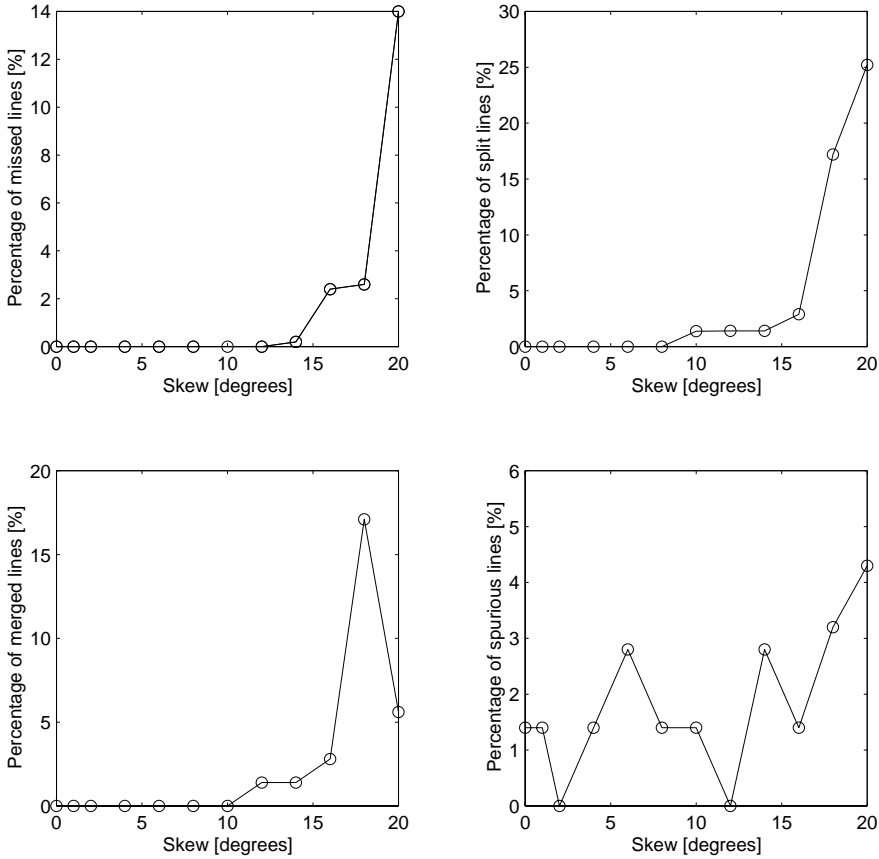 14
12
10
8
6
4
2
0
Percentage of missed lines [%]
0 5 10 15 20
Skew [degrees]
30
25
20
15
10
5
0
Percentage of split lines [%]
0 5 10 15 20
Skew [degrees]
20
15
10
5
0
Percentage of merged lines [%]
0 5 10 15 20
Skew [degrees]
6
5
4
3
2
1
0
Percentage of spurious lines [%]
0 5 10 15 20
Skew [degrees]